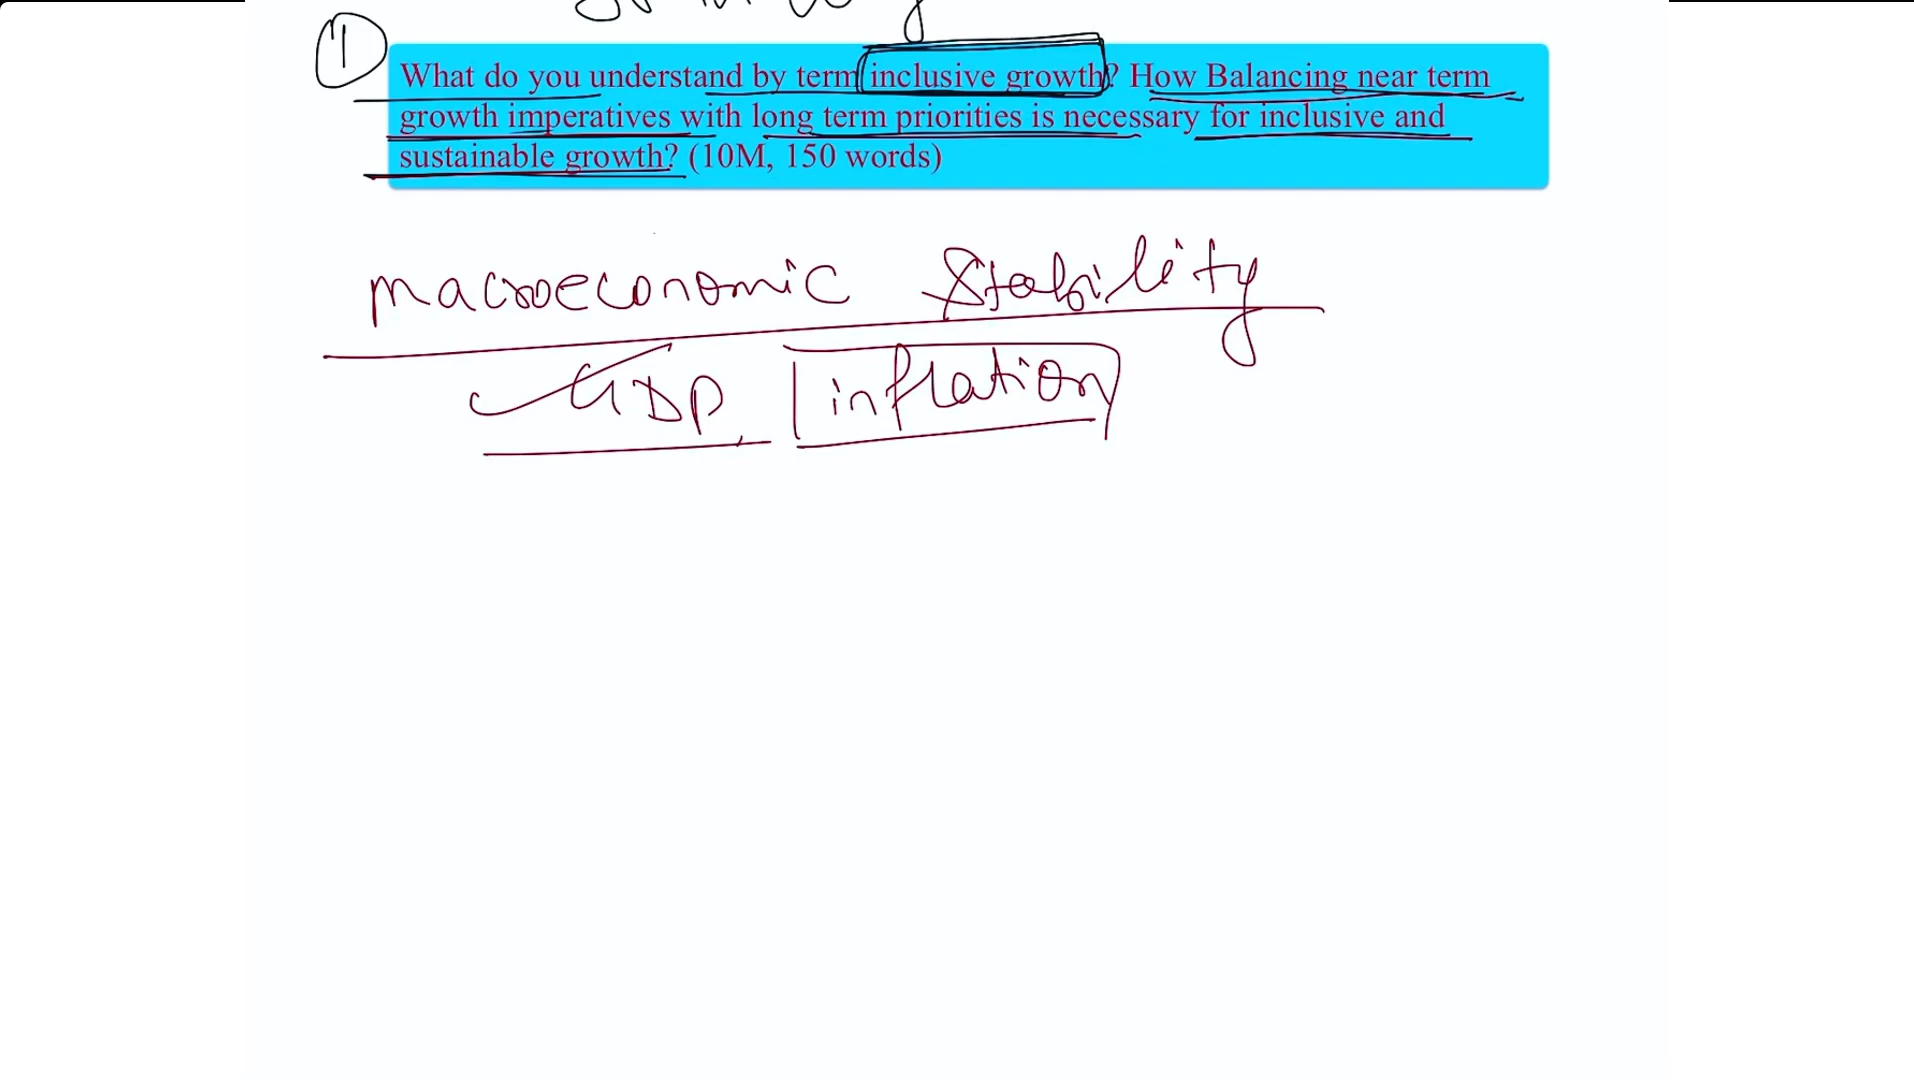 1
What do you understand by term inclusive growth? How Balancing near term
growth imperatives with long term priorities is necessary for inclusive and
sustainable growth? (10M, 150 words)
macroeconomic stability
GDP, inflation